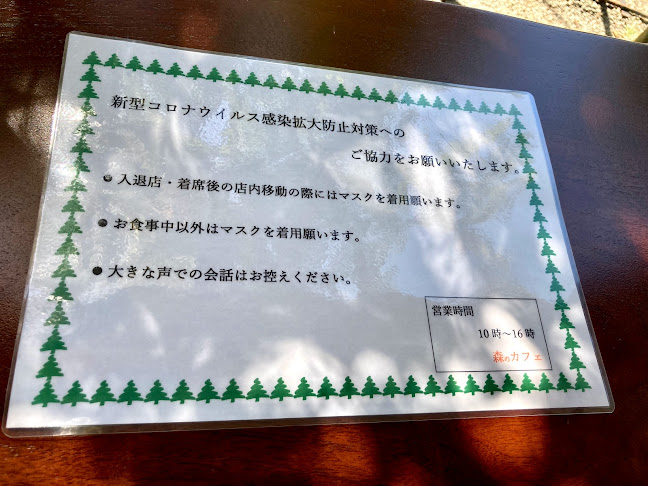 新型コロナウイルス感染拡大防止対策への
ご協力をお願いいたします。
● 入退店・着席後の店内移動の際にはマスクを着用願います。
● お食事中以外はマスクを着用願います。
● 大きな声での会話はお控えください。
営業時間
10時～16時
森のカフェ